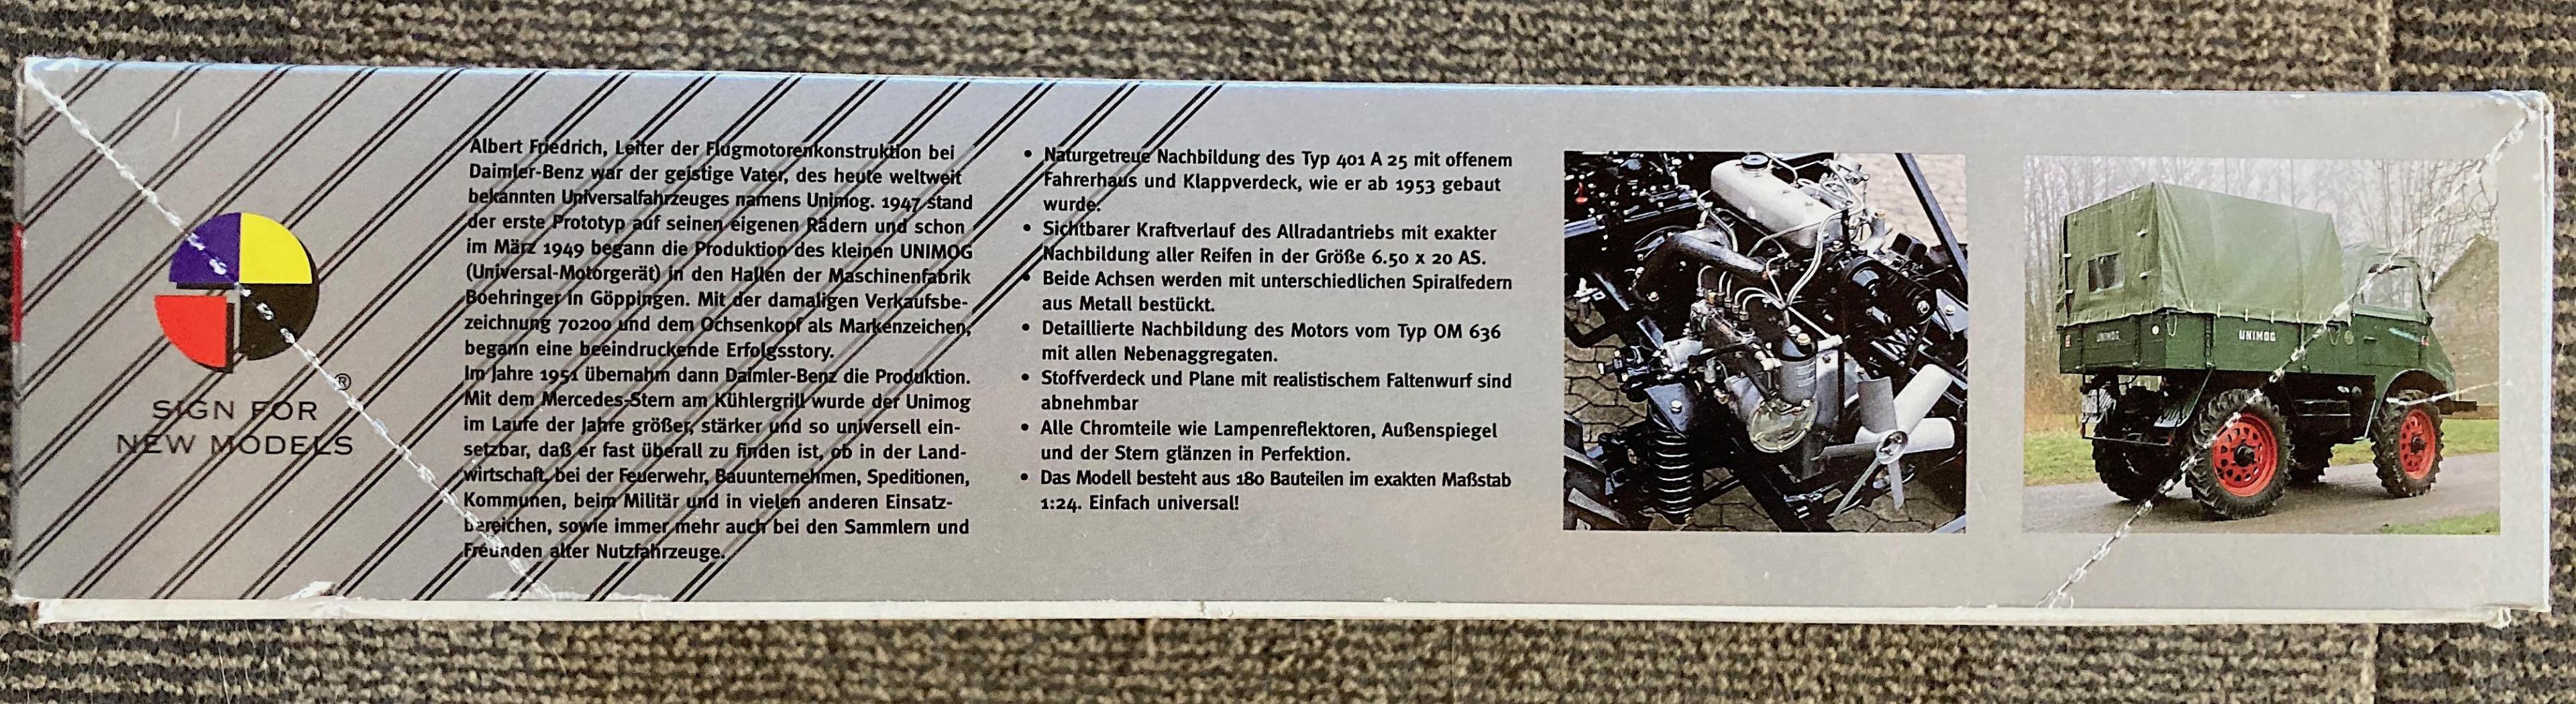 ®
SIGN FOR
NEW MODELS
Albert Friedrich, Leiter der Flugmotorenkonstruktion bei
Daimler-Benz war der geistige Vater, des heute weltweit
bekannten Universalfahrzeuges namens Unimog. 1947 stand
der erste Prototyp auf seinen eigenen Rädern und schon
im März 1949 begann die Produktion des kleinen UNIMOG
(Universal-Motorgerät) in den Hallen der Maschinenfabrik
Boehringer in Göppingen. Mit der damaligen Verkaufsbe-
zeichnung 70200 und dem Ochsenkopf als Markenzeichen,
begann eine beeindruckende Erfolgsstory.
Im Jahre 1951 übernahm dann Daimler-Benz die Produktion.
Mit dem Mercedes-Stern am Kühlergrill wurde der Unimog
im Laufe der Jahre größer, stärker und so universell ein-
setzbar, daß er fast überall zu finden ist, ob in der Land-
wirtschaft, bei der Feuerwehr, Bauunternehmen, Speditionen,
Kommunen, beim Militär und in vielen anderen Einsatz-
bereichen, sowie immer mehr auch bei den Sammlern und
Freunden alter Nutzfahrzeuge.
• Naturgetreue Nachbildung des Typ 401 A 25 mit offenem
Fahrerhaus und Klappverdeck, wie er ab 1953 gebaut
wurde.
• Sichtbarer Kraftverlauf des Allradantriebs mit exakter
Nachbildung aller Reifen in der Größe 6.50 x 20 AS.
• Beide Achsen werden mit unterschiedlichen Spiralfedern
aus Metall bestückt.
• Detaillierte Nachbildung des Motors vom Typ OM 636
mit allen Nebenaggregaten.
• Stoffverdeck und Plane mit realistischem Faltenwurf sind
abnehmbar
• Alle Chromteile wie Lampenreflektoren, Außenspiegel
und der Stern glänzen in Perfektion.
• Das Modell besteht aus 180 Bauteilen im exakten Maßstab
1:24. Einfach universal!
UNIMOG
UNIMOG